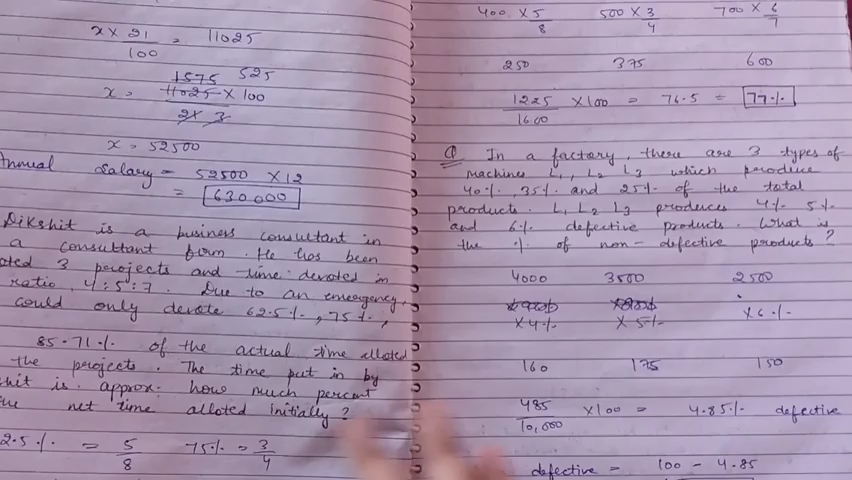 x × 21 / 100 = 11025
1575 525
x = 11025 × 100 / 21 × 3
x = 52500
Annual Salary = 52500 × 12
= 630000
Dikshit is a business consultant in
a consultant firm. He has been
oted 3 projects and time devoted in
ratio 4:5:7. Due to an emergency,
could only devote 62.5%, 75%,
85.71% of the actual time alloted
the projects. The time put in by
shit is approx. how much percent
the net time alloted initially?
2.5% = 5/8 75% = 3/4
400 × 5/8 500 × 3/4 700 × 6/7
250 375 600
1225/1600 × 100 = 76.5 = 77%
Q In a factory, there are 3 types of
machines L1, L2 L3 which produce
40%, 35% and 25% of the total
products. L1 L2 L3 produces 4% 5%
and 6% defective products. What is
the % of non-defective products?
4000 3500 2500
×4% ×5% ×6%
160 175 150
485/10,000 × 100 = 4.85% defective
defective = 100 - 4.85